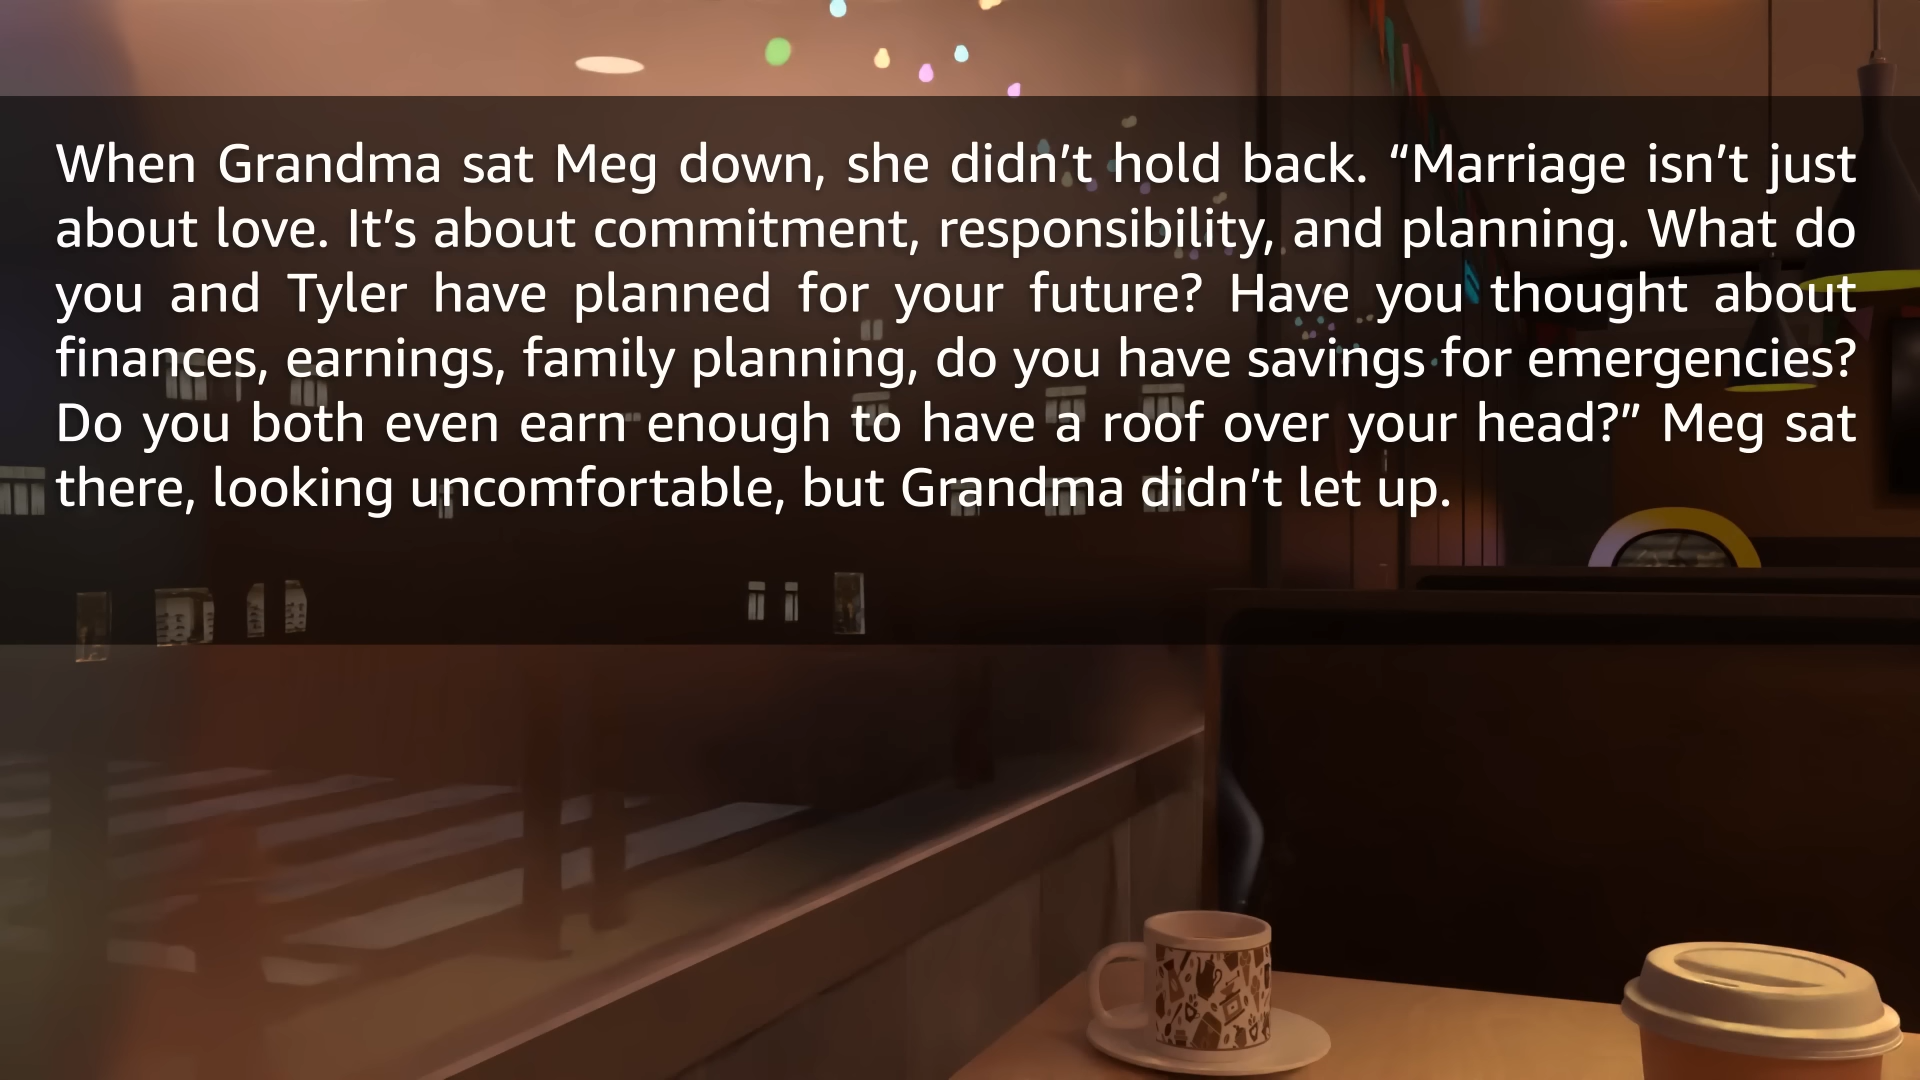 When Grandma sat Meg down, she didn’t hold back. “Marriage isn’t just
about love. It’s about commitment, responsibility, and planning. What do
you and Tyler have planned for your future? Have you thought about
finances, earnings, family planning, do you have savings for emergencies?
Do you both even earn enough to have a roof over your head?” Meg sat
there, looking uncomfortable, but Grandma didn’t let up.